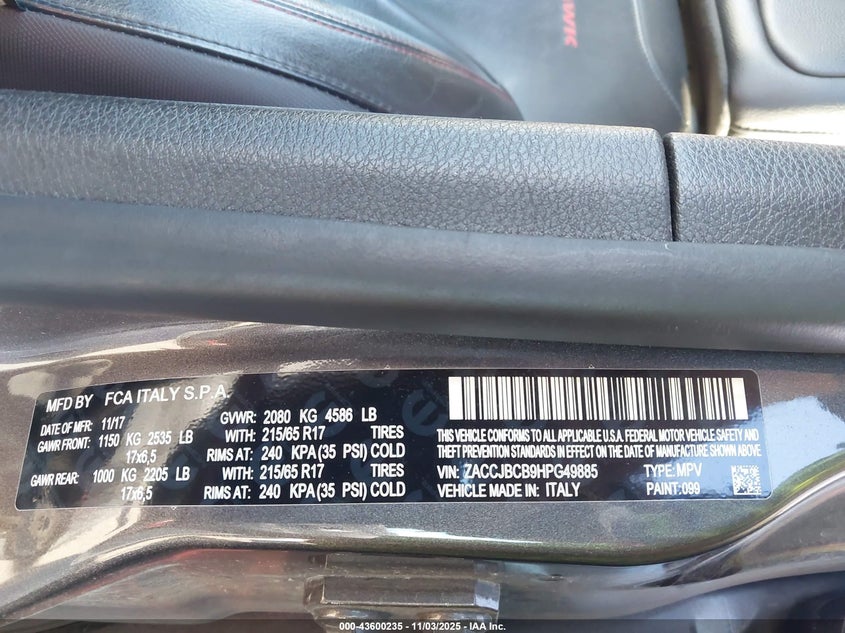 MFD BY FCA ITALY S.P.A.
DATE OF MFR: 11/17 GVWR: 2080 KG 4586 LB
GAWR FRONT: 1150 KG 2535 LB WITH: 215/65 R17 TIRES
17x6,5 RIMS AT: 240 KPA (35 PSI) COLD
GAWR REAR: 1000 KG 2205 LB WITH: 215/65 R17 TIRES
17x6,5 RIMS AT: 240 KPA (35 PSI) COLD
THIS VEHICLE CONFORMS TO ALL APPLICABLE U.S.A. FEDERAL MOTOR VEHICLE SAFETY AND
THEFT PREVENTION STANDARDS IN EFFECT ON THE DATE OF MANUFACTURE SHOWN ABOVE
VIN: ZACCJBCB9HPG49885 TYPE: MPV
VEHICLE MADE IN: ITALY PAINT: 099
000-43600235 - 11/03/2025 - IAA Inc.